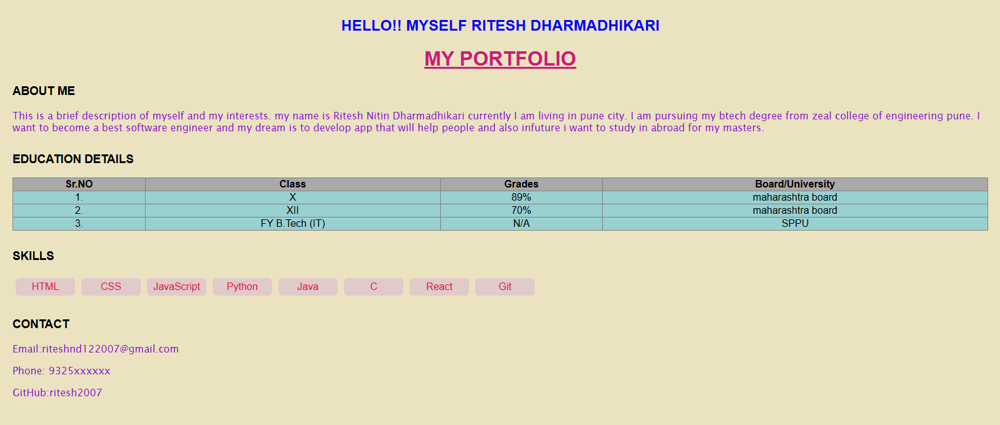 HELLO!! MYSELF RITESH DHARMADHIKARI
MY PORTFOLIO
ABOUT ME
This is a brief description of myself and my interests. my name is Ritesh Nitin Dharmadhikari currently I am living in pune city. I am pursuing my btech degree from zeal college of engineering pune. I
want to become a best software engineer and my dream is to develop app that will help people and also infuture i want to study in abroad for my masters.
EDUCATION DETAILS
Sr.NO Class Grades Board/University
1. X 89% maharashtra board
2. XII 70% maharashtra board
3. FY B.Tech (IT) N/A SPPU
SKILLS
HTML CSS JavaScript Python Java C React Git
CONTACT
Email:riteshnd122007@gmail.com
Phone: 9325xxxxxx
GitHub:ritesh2007